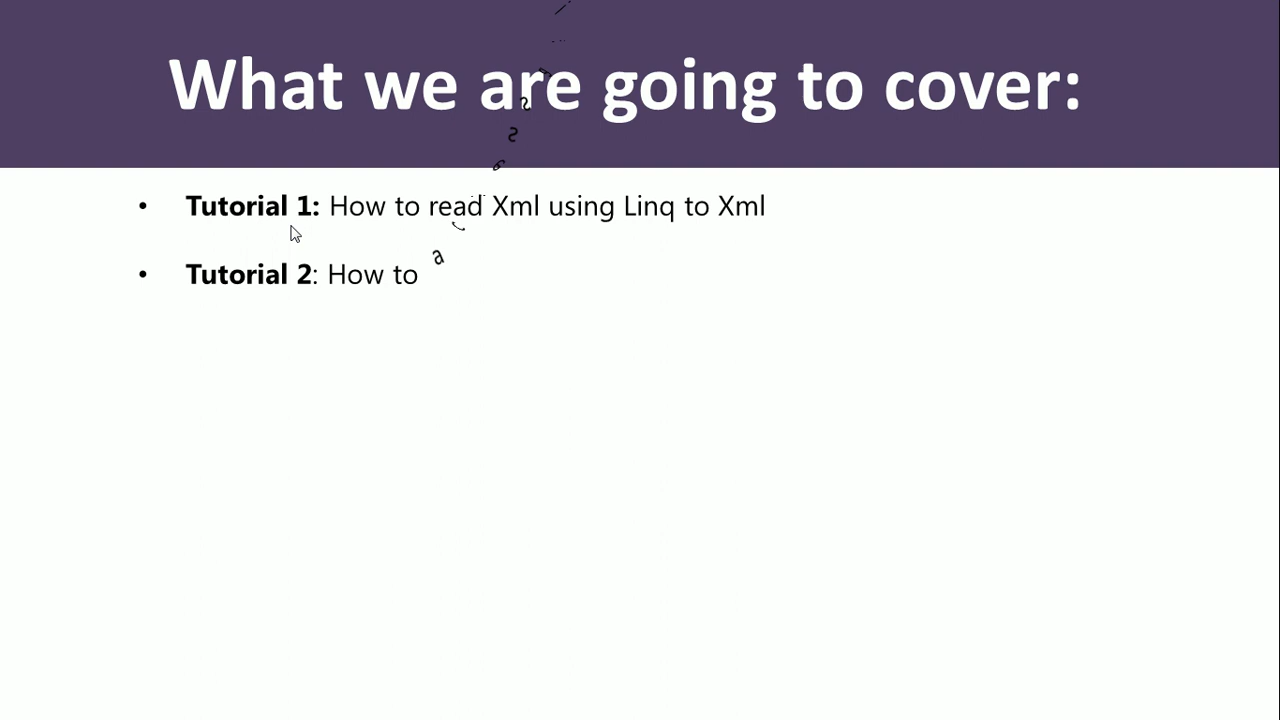 What we are going to cover:
• Tutorial 1: How to read Xml using Linq to Xml
• Tutorial 2: How to a